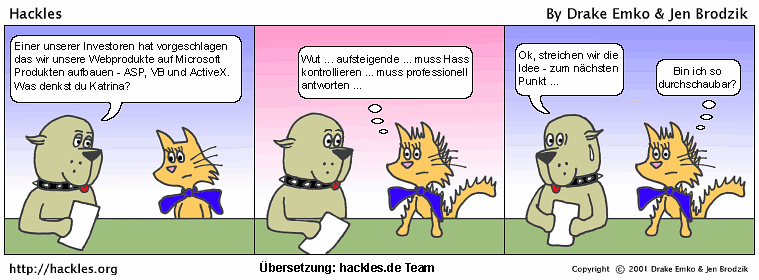 Hackles
By Drake Emko & Jen Brodzik
Einer unserer Investoren hat vorgeschlagen
das wir unsere Webprodukte auf Microsoft
Produkten aufbauen - ASP, VB und ActiveX.
Was denkst du Katrina?
Wut ... aufsteigende ... muss Hass
kontrollieren ... muss professionell
antworten ...
Ok, streichen wir die
Idee - zum nächsten
Punkt ...
Bin ich so
durchschaubar?
http://hackles.org
Übersetzung: hackles.de Team
Copyright © 2001 Drake Emko & Jen Brodzik